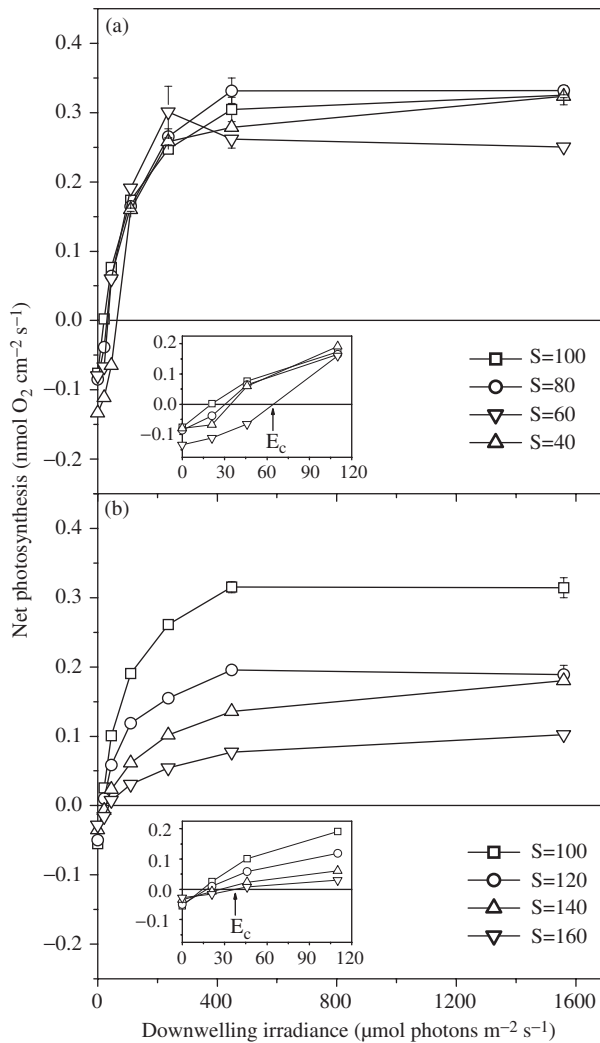 (a)
0.4
0.3
0.2
0.1
0.0
−0.1
−0.2
0.2
0.1
0.0
−0.1
0 30 60 90 120
E_c
S=100
S=80
S=60
S=40
Net photosynthesis (nmol O₂ cm⁻² s⁻¹)
(b)
0.4
0.3
0.2
0.1
0.0
−0.1
−0.2
0.2
0.1
0.0
−0.1
0 30 60 90 120
E_c
S=100
S=120
S=140
S=160
0 400 800 1200 1600
Downwelling irradiance (μmol photons m⁻² s⁻¹)